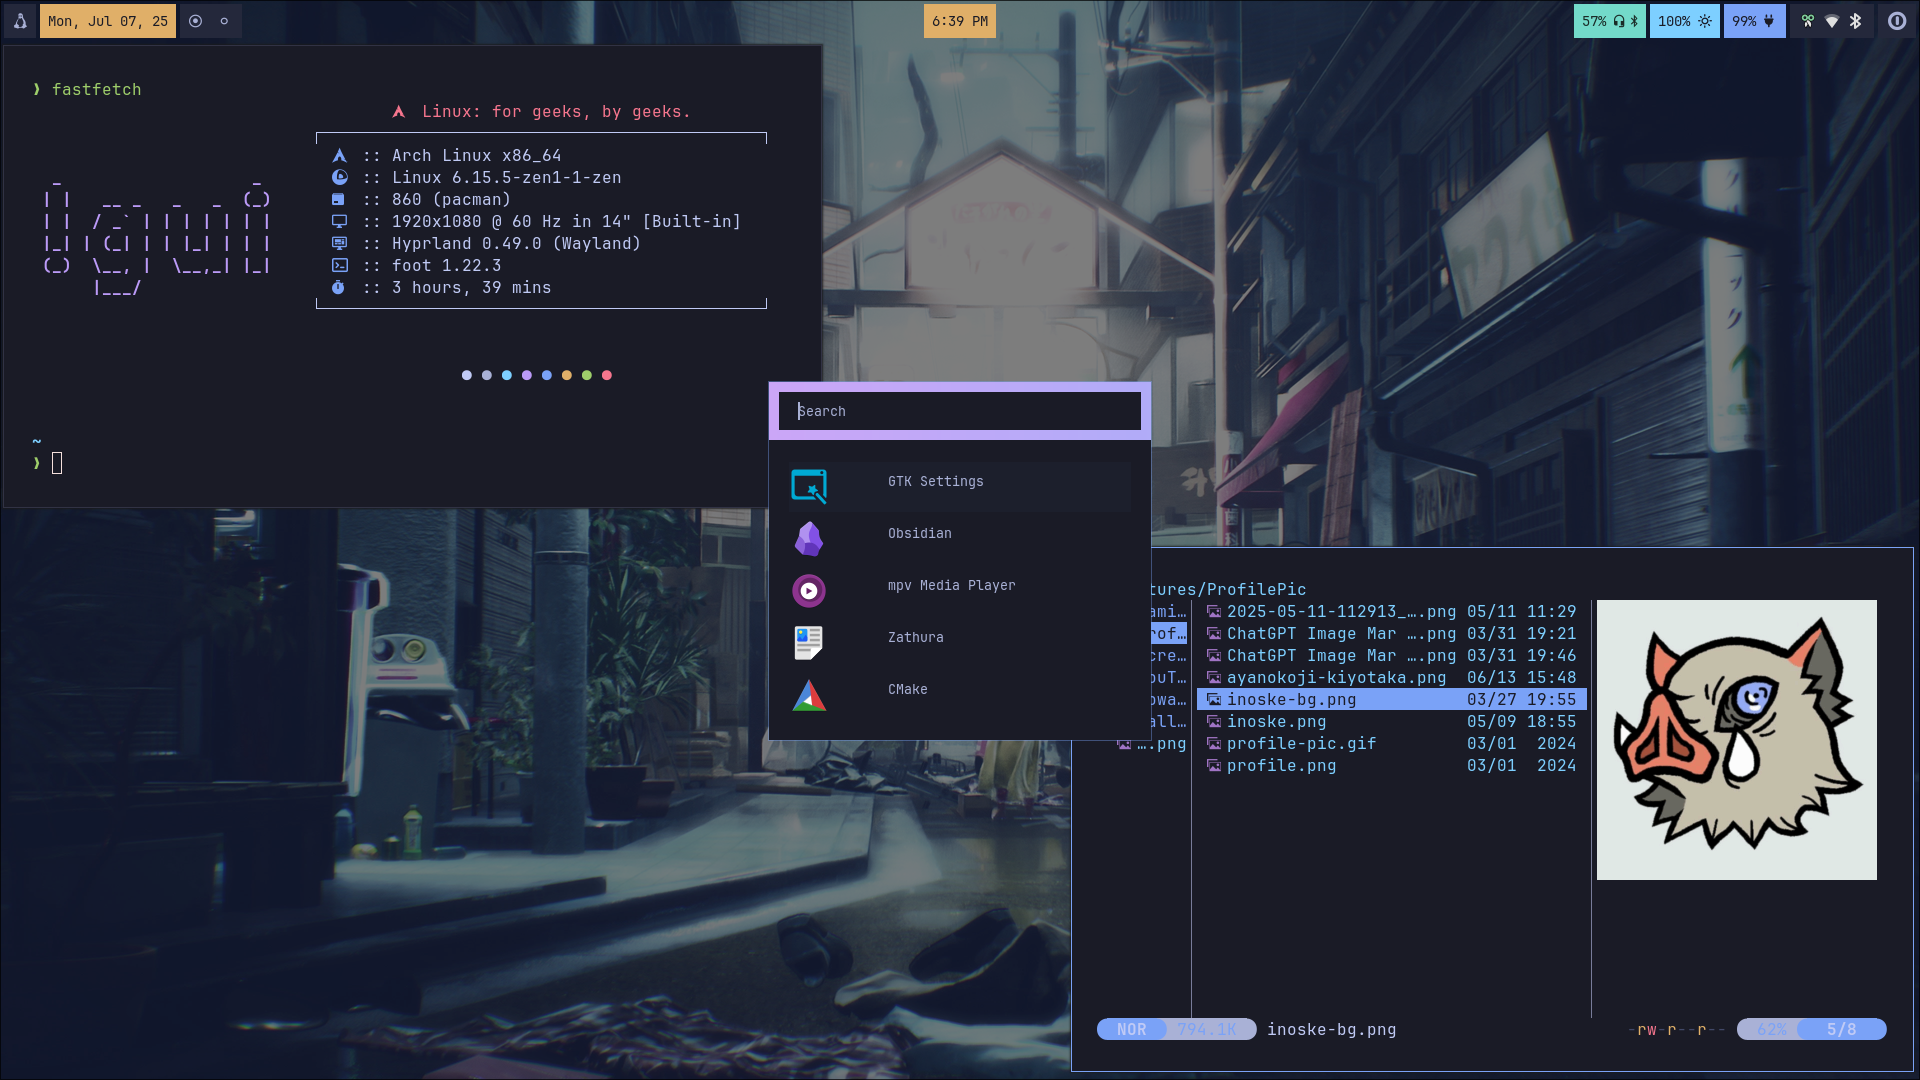 Mon, Jul 07, 25
6:39 PM
57%
100%
99%
❯ fastfetch
Linux: for geeks, by geeks.
:: Arch Linux x86_64
:: Linux 6.15.5-zen1-1-zen
:: 860 (pacman)
:: 1920x1080 @ 60 Hz in 14" [Built-in]
:: Hyprland 0.49.0 (Wayland)
:: foot 1.22.3
:: 3 hours, 39 mins
~
❯
Search
GTK Settings
Obsidian
mpv Media Player
Zathura
CMake
tures/ProfilePic
ami…
rof…
cre…
ouT…
owa…
all…
….png
2025-05-11-112913_….png 05/11 11:29
ChatGPT Image Mar ….png 03/31 19:21
ChatGPT Image Mar ….png 03/31 19:46
ayanokoji-kiyotaka.png 06/13 15:48
inoske-bg.png 03/27 19:55
inoske.png 05/09 18:55
profile-pic.gif 03/01 2024
profile.png 03/01 2024
NOR 794.1K inoske-bg.png -rw-r--r-- 62% 5/8